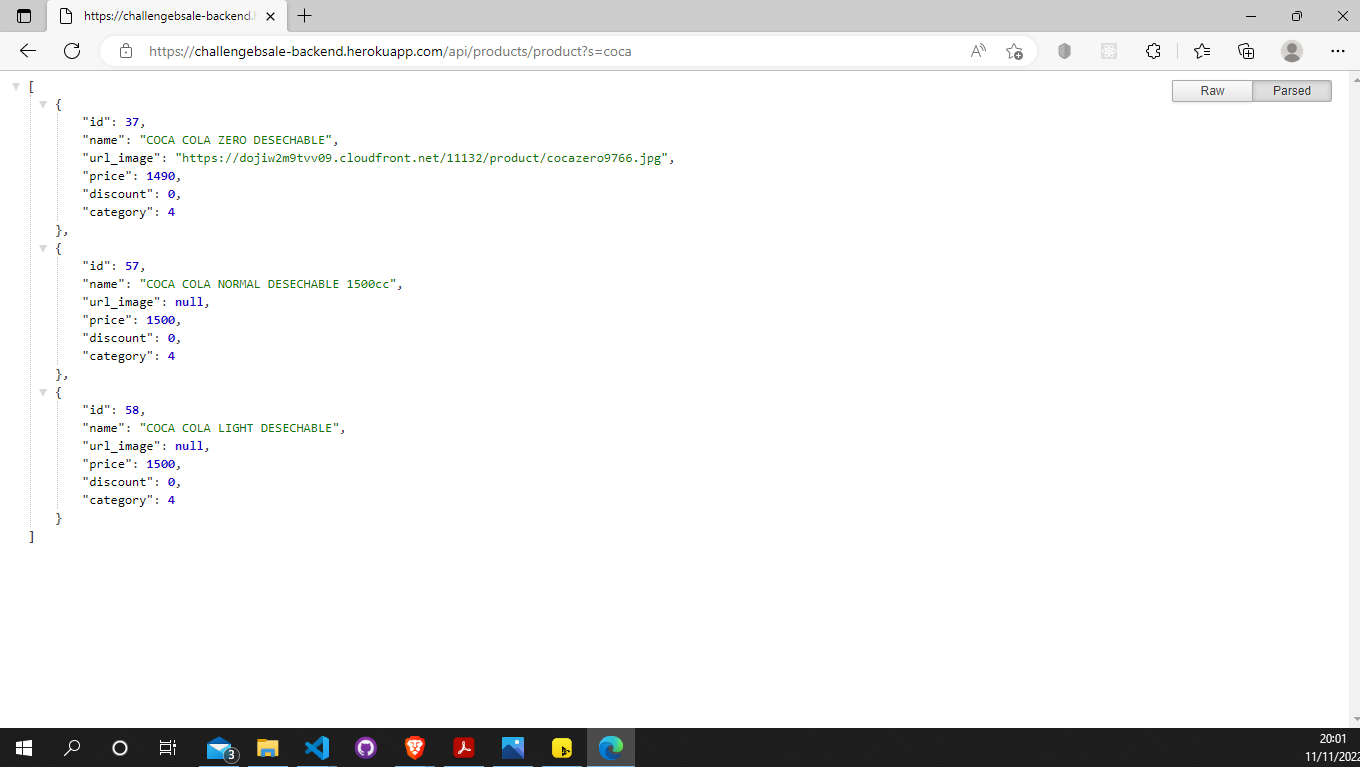 https://challengebsale-backend.h
https://challengebsale-backend.herokuapp.com/api/products/product?s=coca
Raw
Parsed
[
{
"id": 37,
"name": "COCA COLA ZERO DESECHABLE",
"url_image": "https://dojiw2m9tvv09.cloudfront.net/11132/product/cocazero9766.jpg",
"price": 1490,
"discount": 0,
"category": 4
},
{
"id": 57,
"name": "COCA COLA NORMAL DESECHABLE 1500cc",
"url_image": null,
"price": 1500,
"discount": 0,
"category": 4
},
{
"id": 58,
"name": "COCA COLA LIGHT DESECHABLE",
"url_image": null,
"price": 1500,
"discount": 0,
"category": 4
}
]
3
20:01
11/11/2022